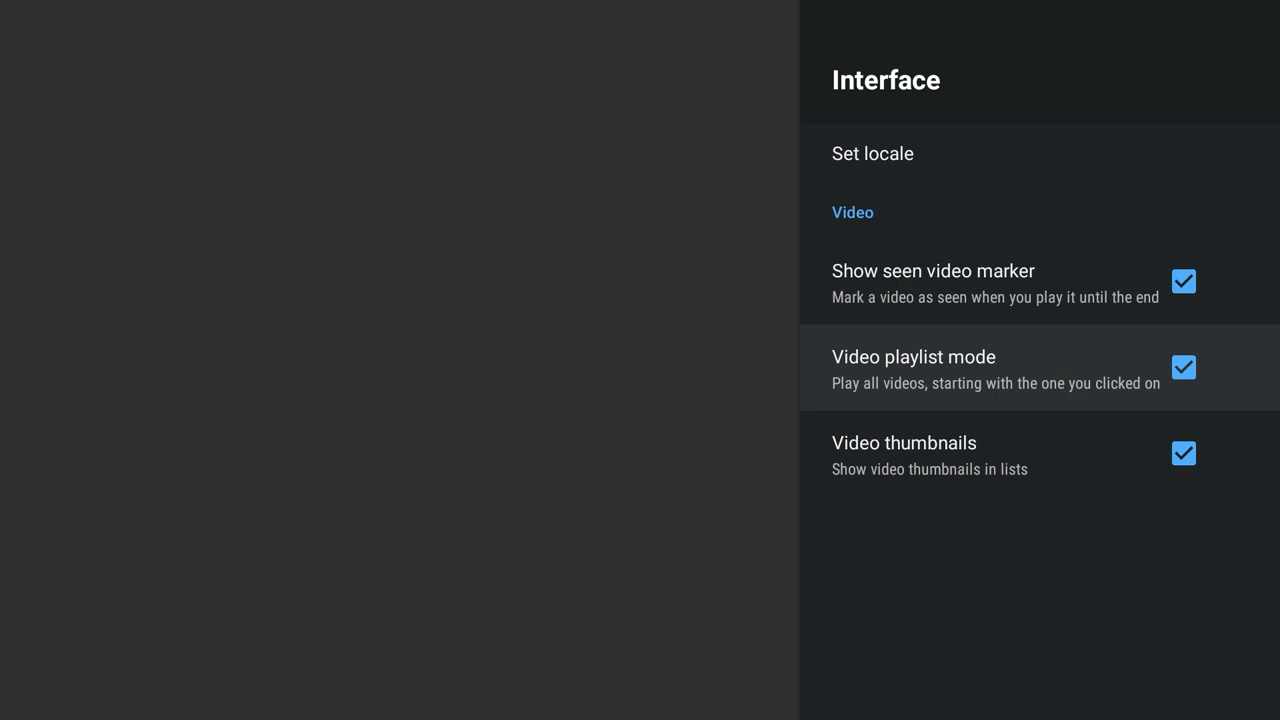 Interface
Set locale
Video
Show seen video marker
Mark a video as seen when you play it until the end
Video playlist mode
Play all videos, starting with the one you clicked on
Video thumbnails
Show video thumbnails in lists